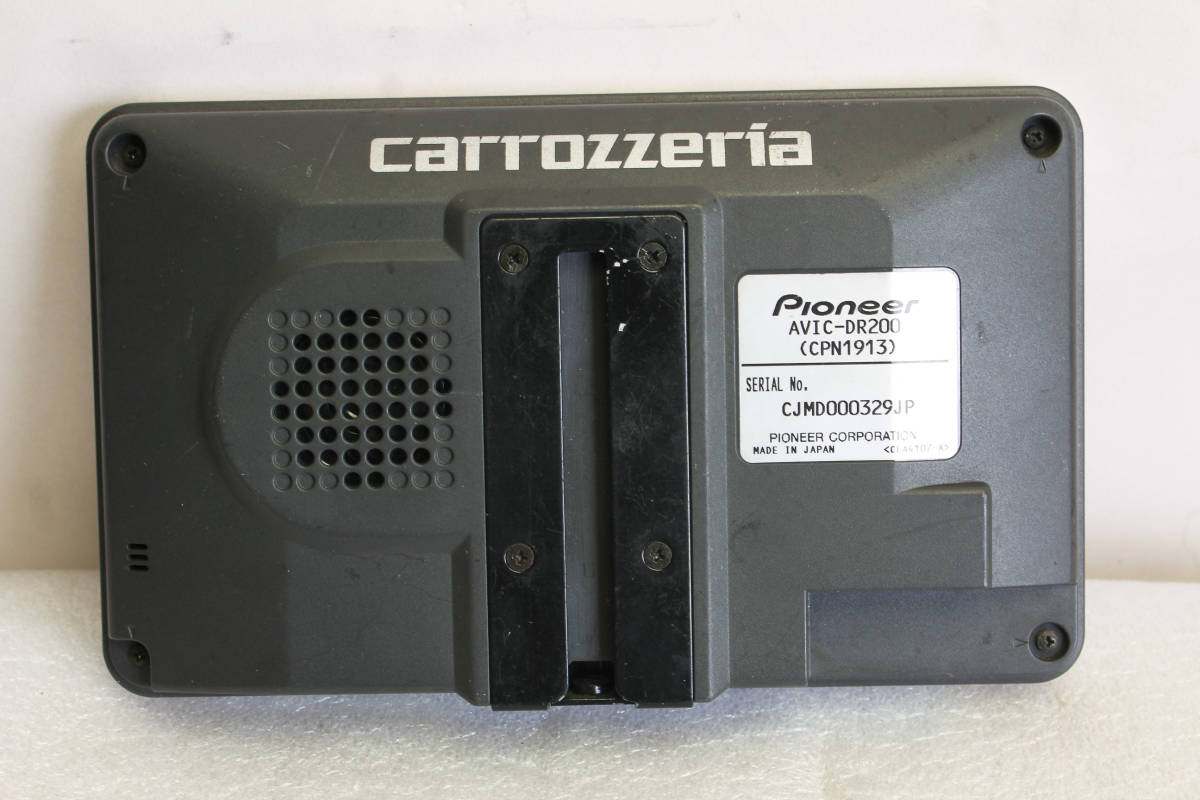 carrozzeria
Pioneer
AVIC-DR200
(CPN1913)
SERIAL No.
CJMD000329JP
PIONEER CORPORATION
MADE IN JAPAN